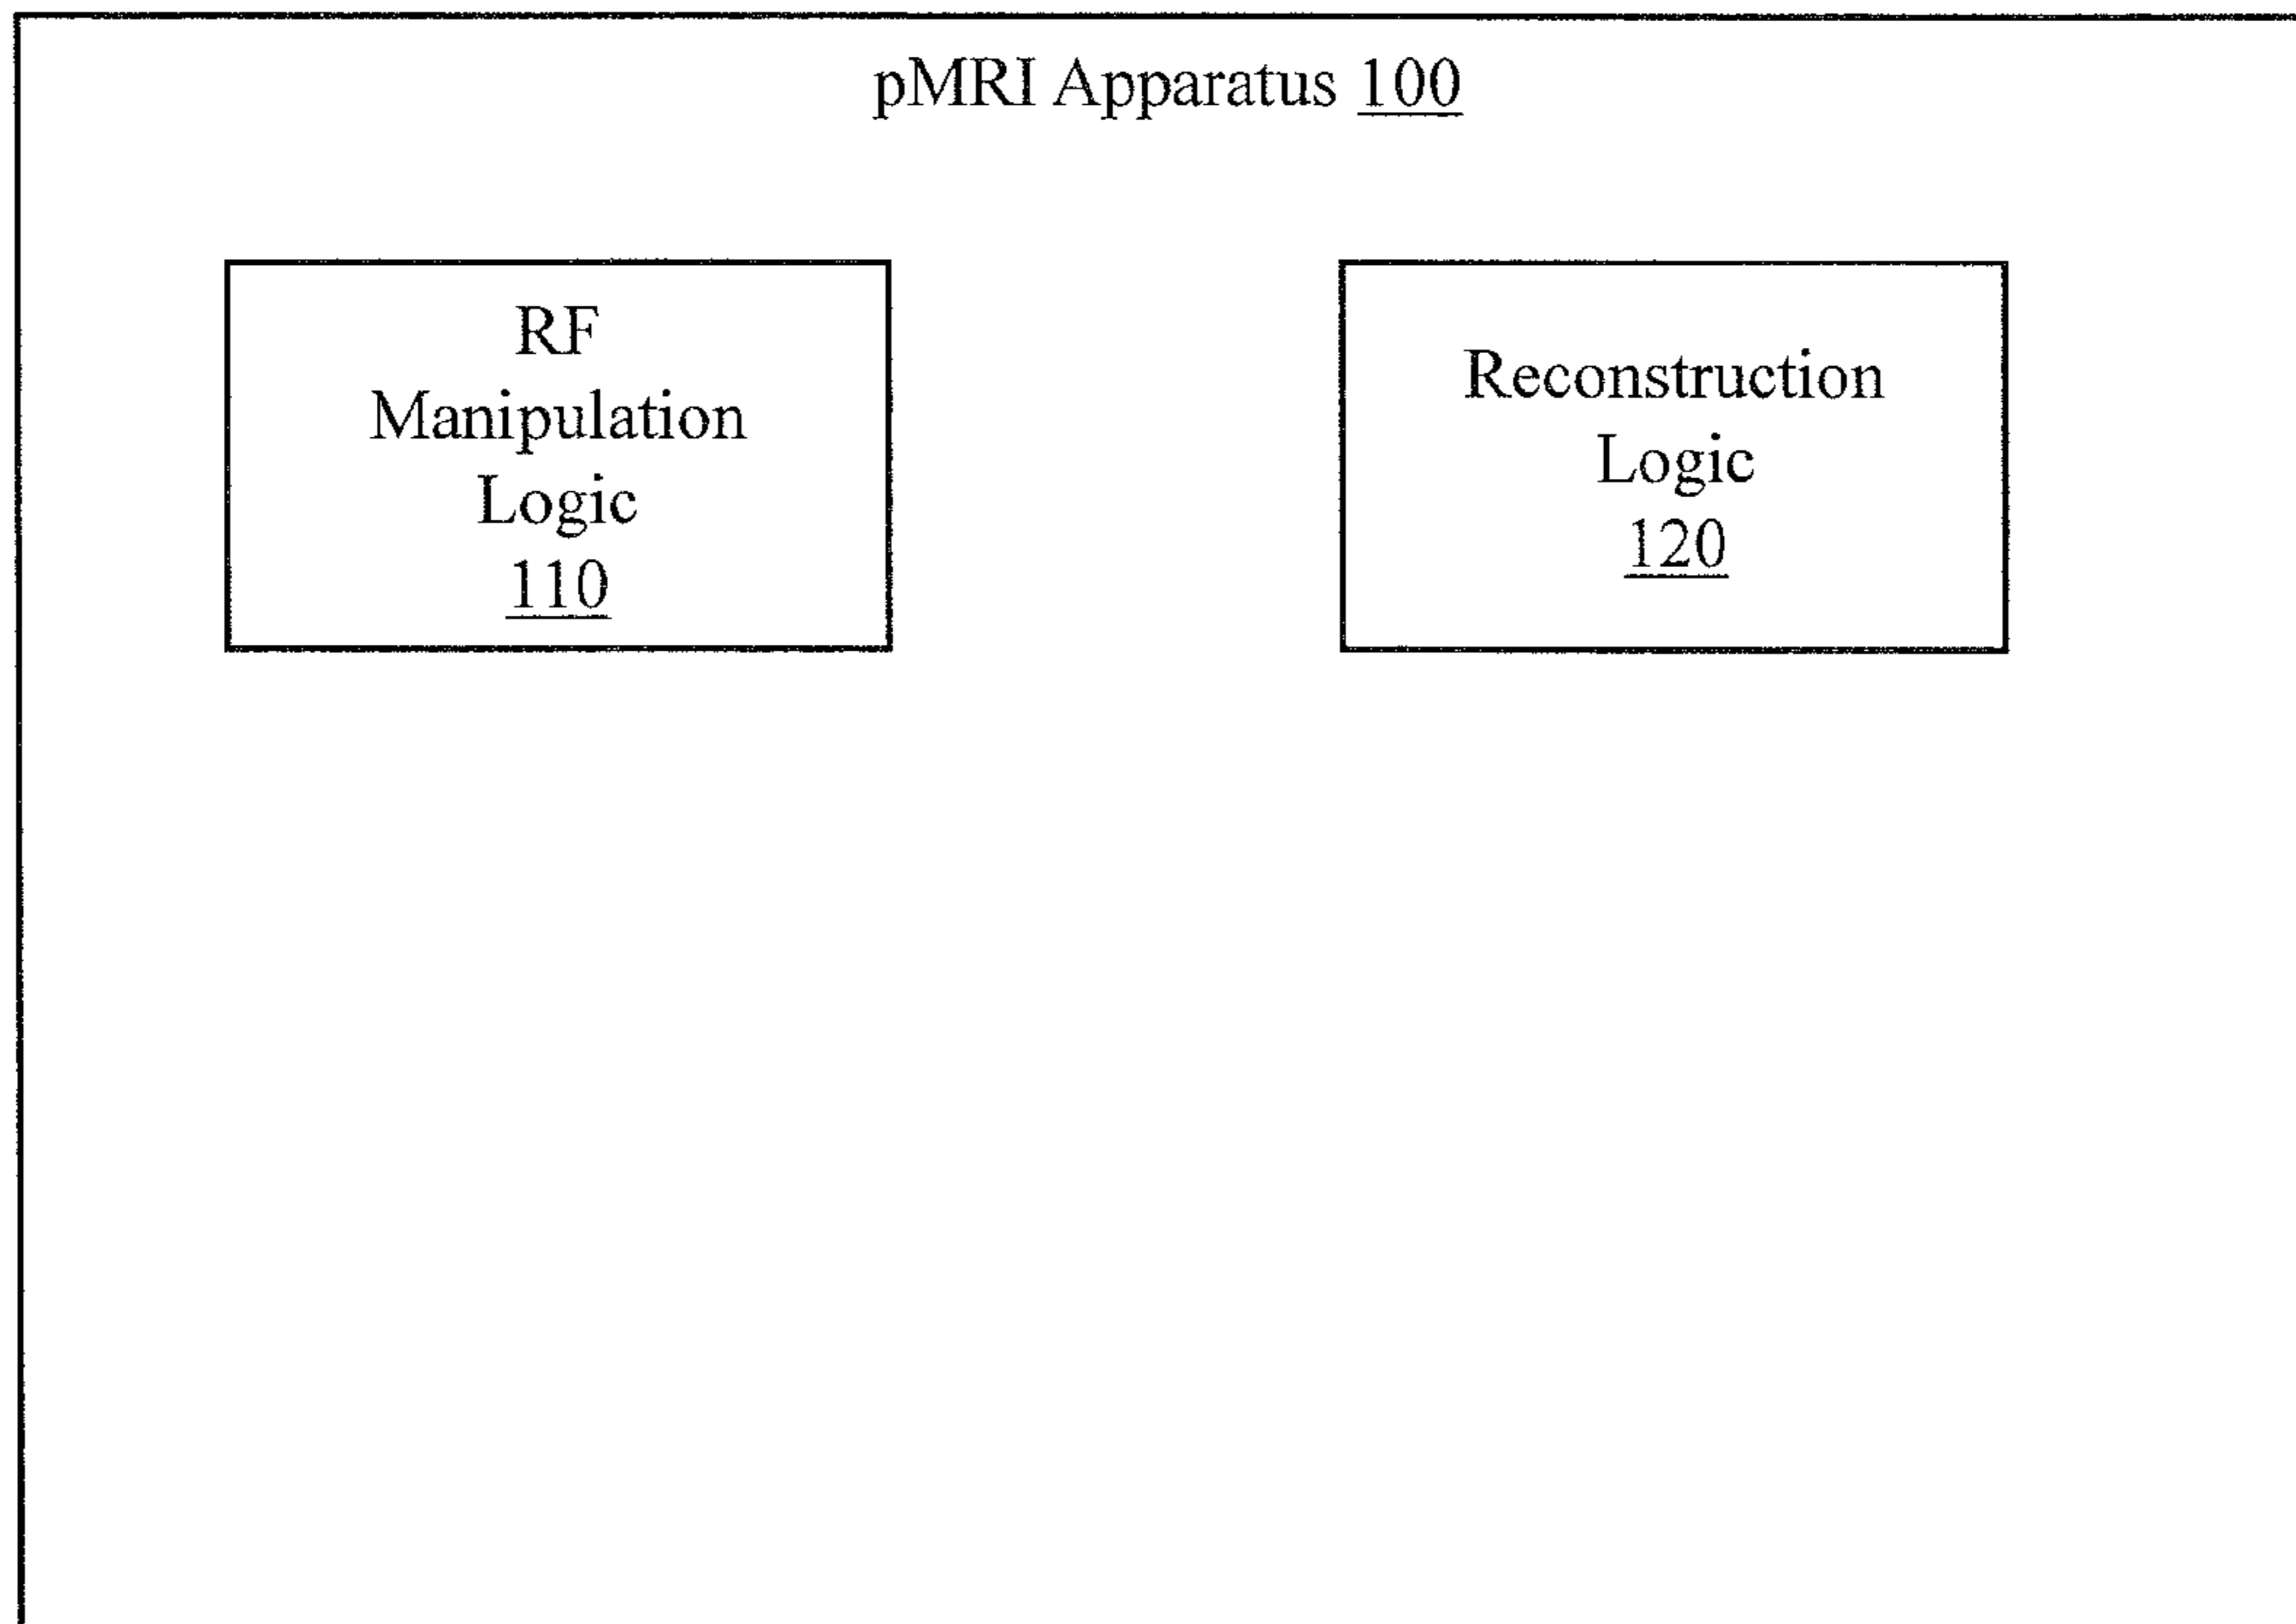 pMRI Apparatus 100
RF
Manipulation
Logic
110
Reconstruction
Logic
120